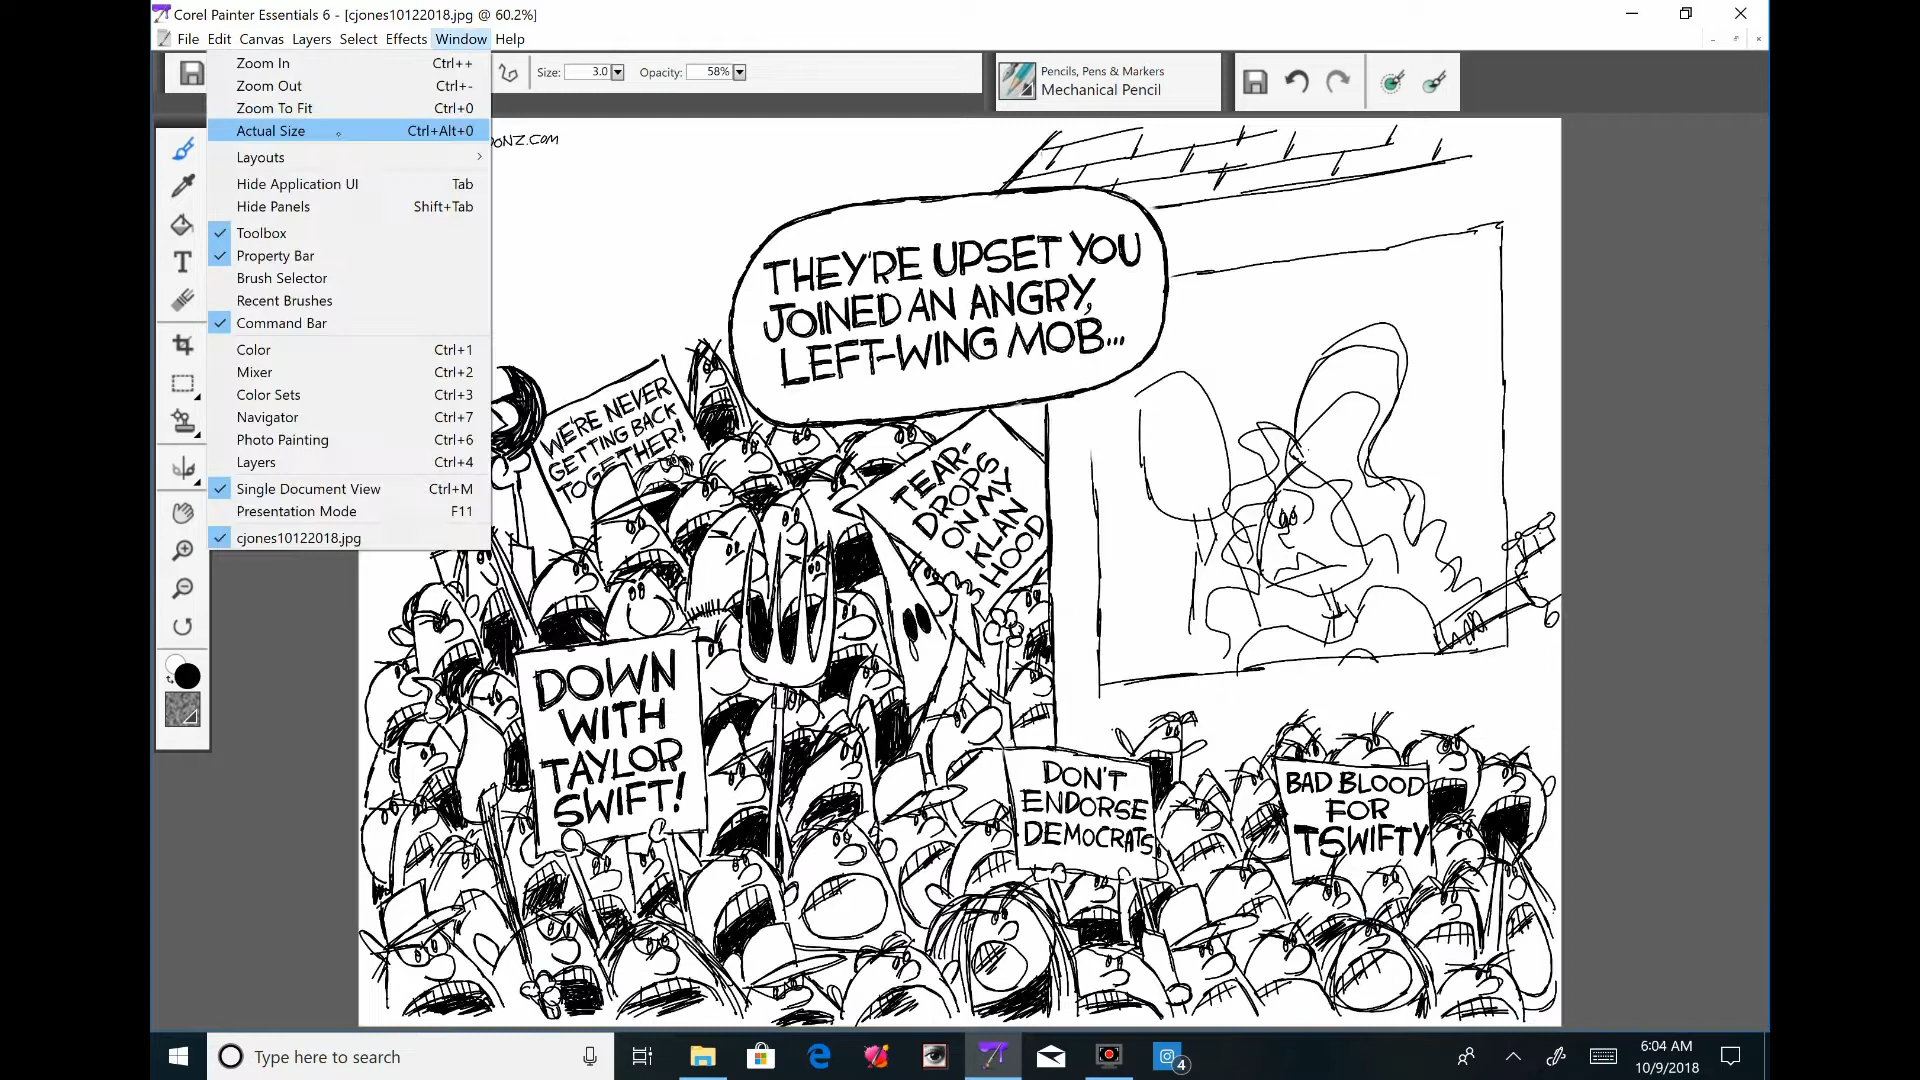 Corel Painter Essentials 6 - [cjones10122018.jpg @ 60.2%]
File Edit Canvas Layers Select Effects Window Help
Zoom In Ctrl++
Zoom Out Ctrl+-
Zoom To Fit Ctrl+0
Actual Size Ctrl+Alt+0
Layouts
Hide Application UI Tab
Hide Panels Shift+Tab
Toolbox
Property Bar
Brush Selector
Recent Brushes
Command Bar
Color Ctrl+1
Mixer Ctrl+2
Color Sets Ctrl+3
Navigator Ctrl+7
Photo Painting Ctrl+6
Layers Ctrl+4
Single Document View Ctrl+M
Presentation Mode F11
cjones10122018.jpg
Size: 3.0 Opacity: 58%
Pencils, Pens & Markers
Mechanical Pencil
T
ONZ.COM
THEY'RE UPSET YOU
JOINED AN ANGRY,
LEFT-WING MOB...
WE'RE NEVER
GETTING BACK
TOGETHER!
TEAR-
DROPS
ON MY
KLAN
HOOD
DOWN
WITH
TAYLOR
SWIFT!
DON'T
ENDORSE
DEMOCRATS
BAD BLOOD
FOR
TSWIFTY
Type here to search
4
6:04 AM
10/9/2018